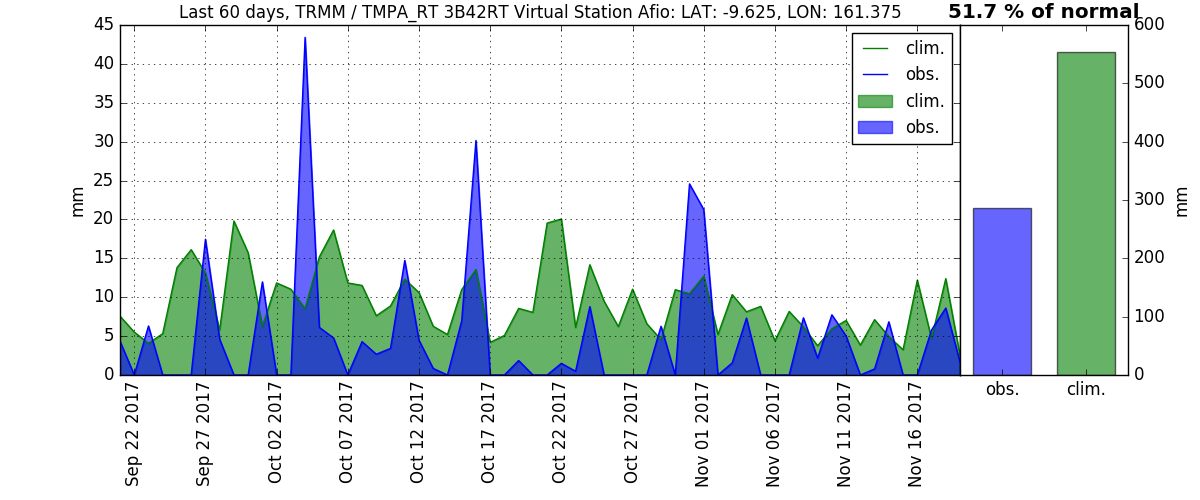 Last 60 days, TRMM / TMPA_RT 3B42RT Virtual Station Afio: LAT: -9.625, LON: 161.375
51.7 % of normal
45
40
35
30
25
20
15
10
5
0
mm
clim.
obs.
clim.
obs.
Sep 22 2017
Sep 27 2017
Oct 02 2017
Oct 07 2017
Oct 12 2017
Oct 17 2017
Oct 22 2017
Oct 27 2017
Nov 01 2017
Nov 06 2017
Nov 11 2017
Nov 16 2017
600
500
400
300
200
100
0
mm
obs.
clim.